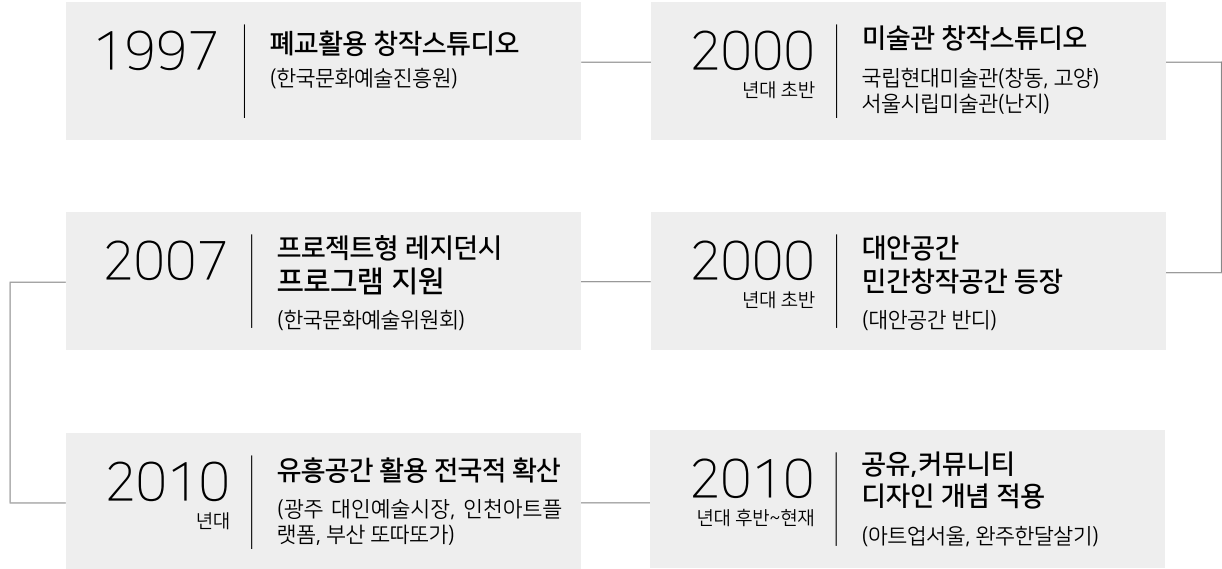 1997
폐교활용 창작스튜디오
(한국문화예술진흥원)
2000
년대 초반
미술관 창작스튜디오
국립현대미술관(창동, 고양)
서울시립미술관(난지)
2000
년대 초반
대안공간
민간창작공간 등장
(대안공간 반디)
2007
프로젝트형 레지던시
프로그램 지원
(한국문화예술위원회)
2010
년대
유흥공간 활용 전국적 확산
(광주 대인예술시장, 인천아트플
랫폼, 부산 또따또가)
2010
년대 후반~현재
공유,커뮤니티
디자인 개념 적용
(아트업서울, 완주한달살기)